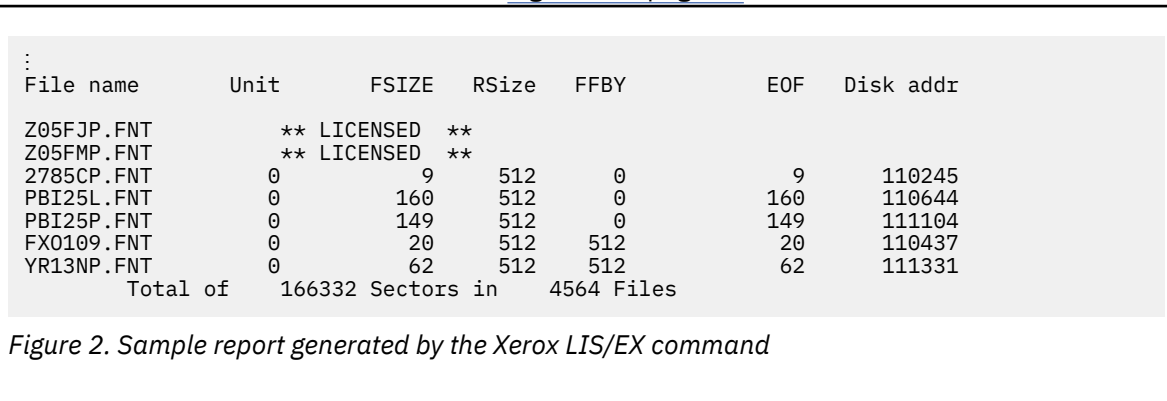 ⋮
File name Unit FSIZE RSize FFBY EOF Disk addr
Z05FJP.FNT ** LICENSED **
Z05FMP.FNT ** LICENSED **
2785CP.FNT 0 9 512 0 9 110245
PBI25L.FNT 0 160 512 0 160 110644
PBI25P.FNT 0 149 512 0 149 111104
FXO109.FNT 0 20 512 512 20 110437
YR13NP.FNT 0 62 512 512 62 111331
Total of 166332 Sectors in 4564 Files
Figure 2. Sample report generated by the Xerox LIS/EX command